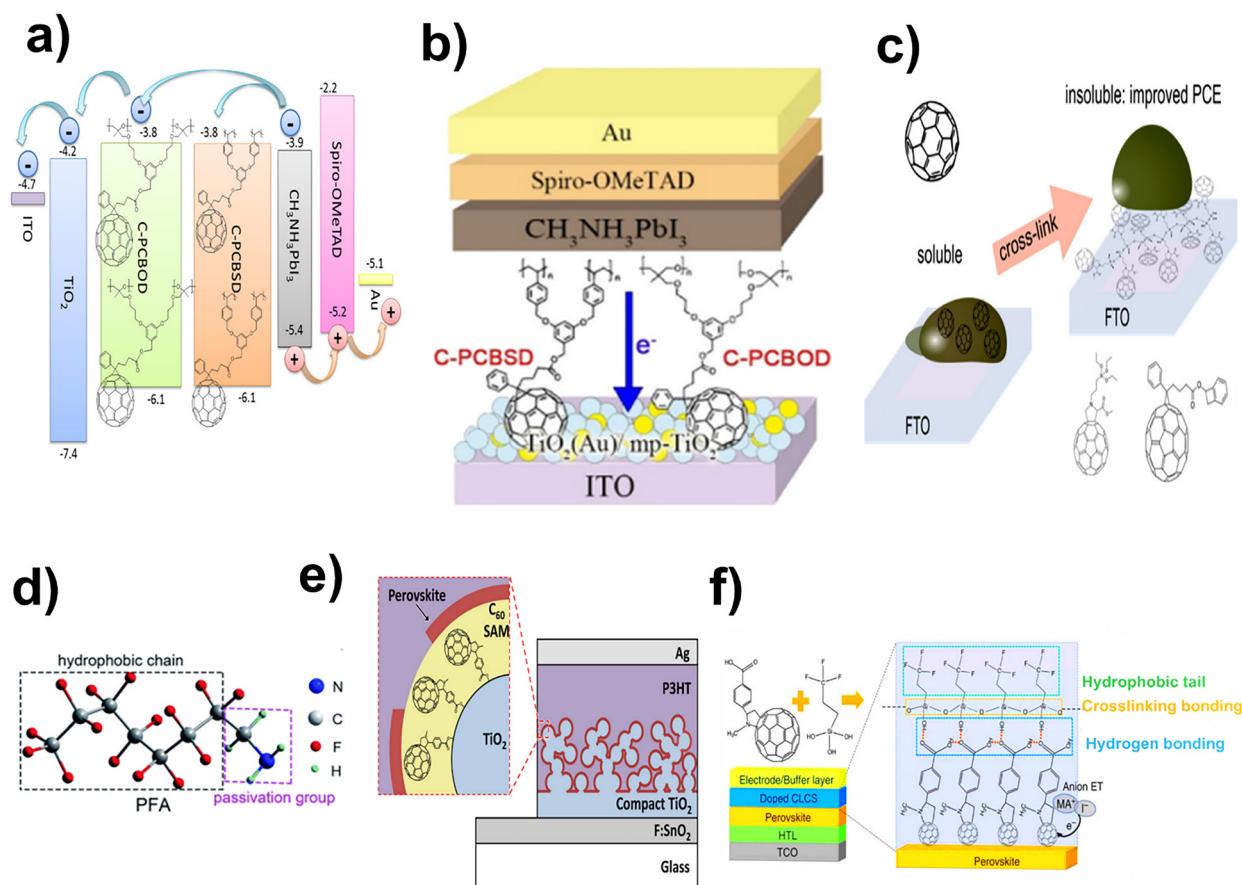 a)
-2.2
-3.8
-3.8
-3.9
-4.2
-4.7
ITO
TiO2
C-PCBOD
C-PCBSD
CH3NH3PbI3
Spiro-OMeTAD
-5.1
Au
-5.2
-5.4
-6.1
-6.1
-7.4
b)
Au
Spiro-OMeTAD
CH3NH3PbI3
C-PCBSD
e-
C-PCBOD
TiO2(Au)/ mp-TiO2
ITO
c)
insoluble: improved PCE
soluble
cross-link
FTO
FTO
d)
hydrophobic chain
N
C
F
H
PFA
passivation group
e)
Perovskite
C60
SAM
TiO2
Ag
P3HT
Compact TiO2
F:SnO2
Glass
f)
Hydrophobic tail
Crosslinking bonding
Hydrogen bonding
Electrode/Buffer layer
Doped CLCS
Perovskite
HTL
TCO
Anion ET
MA+
I-
e-
Perovskite